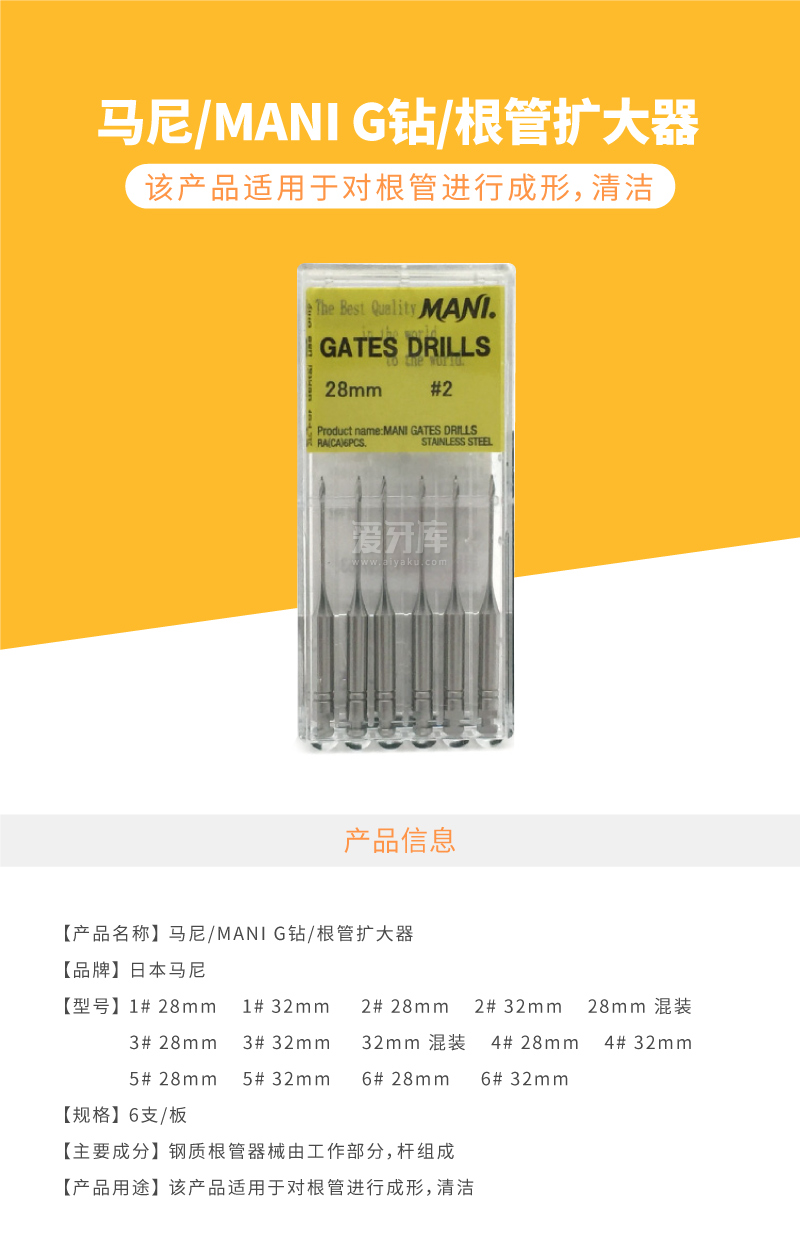 马尼/MANI G钻/根管扩大器
该产品适用于对根管进行成形，清洁
The Best Quality MANI.
in the world
to the world.
GATES DRILLS
28mm #2
Product name:MANI GATES DRILLS
RA(CA)6PCS. STAINLESS STEEL
爱牙库
www.aiyaku.com
产品信息
【产品名称】马尼/MANI G钻/根管扩大器
【品牌】日本马尼
【型号】1# 28mm 1# 32mm 2# 28mm 2# 32mm 28mm 混装
3# 28mm 3# 32mm 32mm 混装 4# 28mm 4# 32mm
5# 28mm 5# 32mm 6# 28mm 6# 32mm
【规格】6支/板
【主要成分】钢质根管器械由工作部分，杆组成
【产品用途】该产品适用于对根管进行成形，清洁